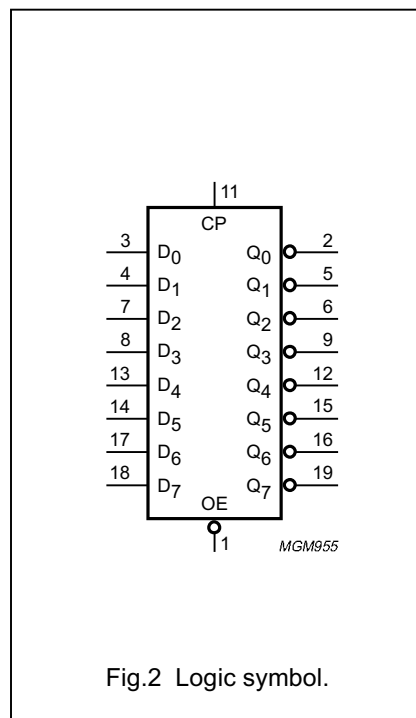 11
CP
3 D0 Q0 2
4 D1 Q1 5
7 D2 Q2 6
8 D3 Q3 9
13 D4 Q4 12
14 D5 Q5 15
17 D6 Q6 16
18 D7 Q7 19
OE
1
MGM955
Fig.2 Logic symbol.